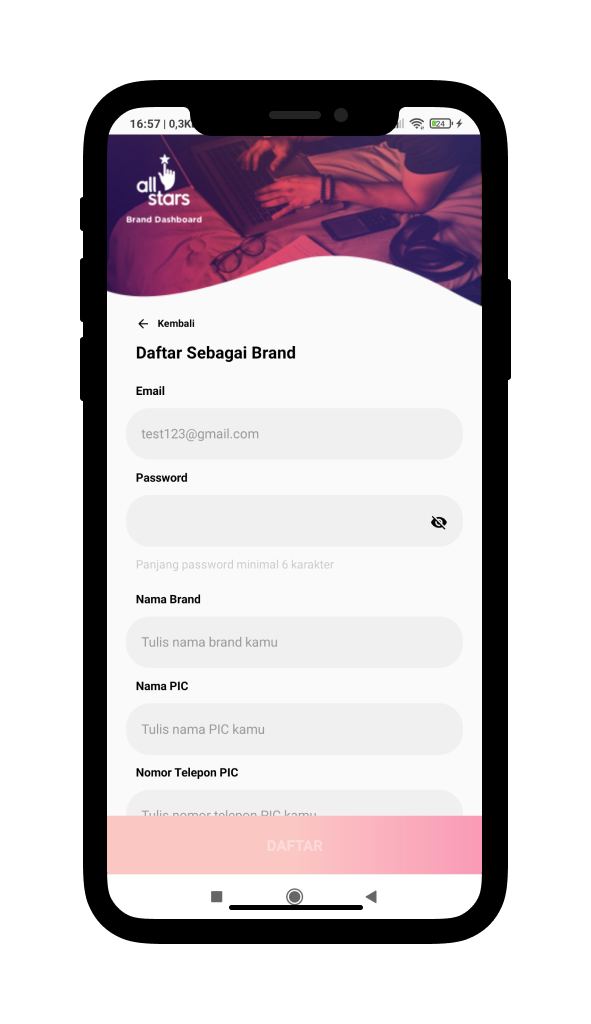 16:57 | 0,3K
24
all
stars
Brand Dashboard
Kembali
Daftar Sebagai Brand
Email
test123@gmail.com
Password
Panjang password minimal 6 karakter
Nama Brand
Tulis nama brand kamu
Nama PIC
Tulis nama PIC kamu
Nomor Telepon PIC
Tulis nomor telepon PIC kamu
DAFTAR